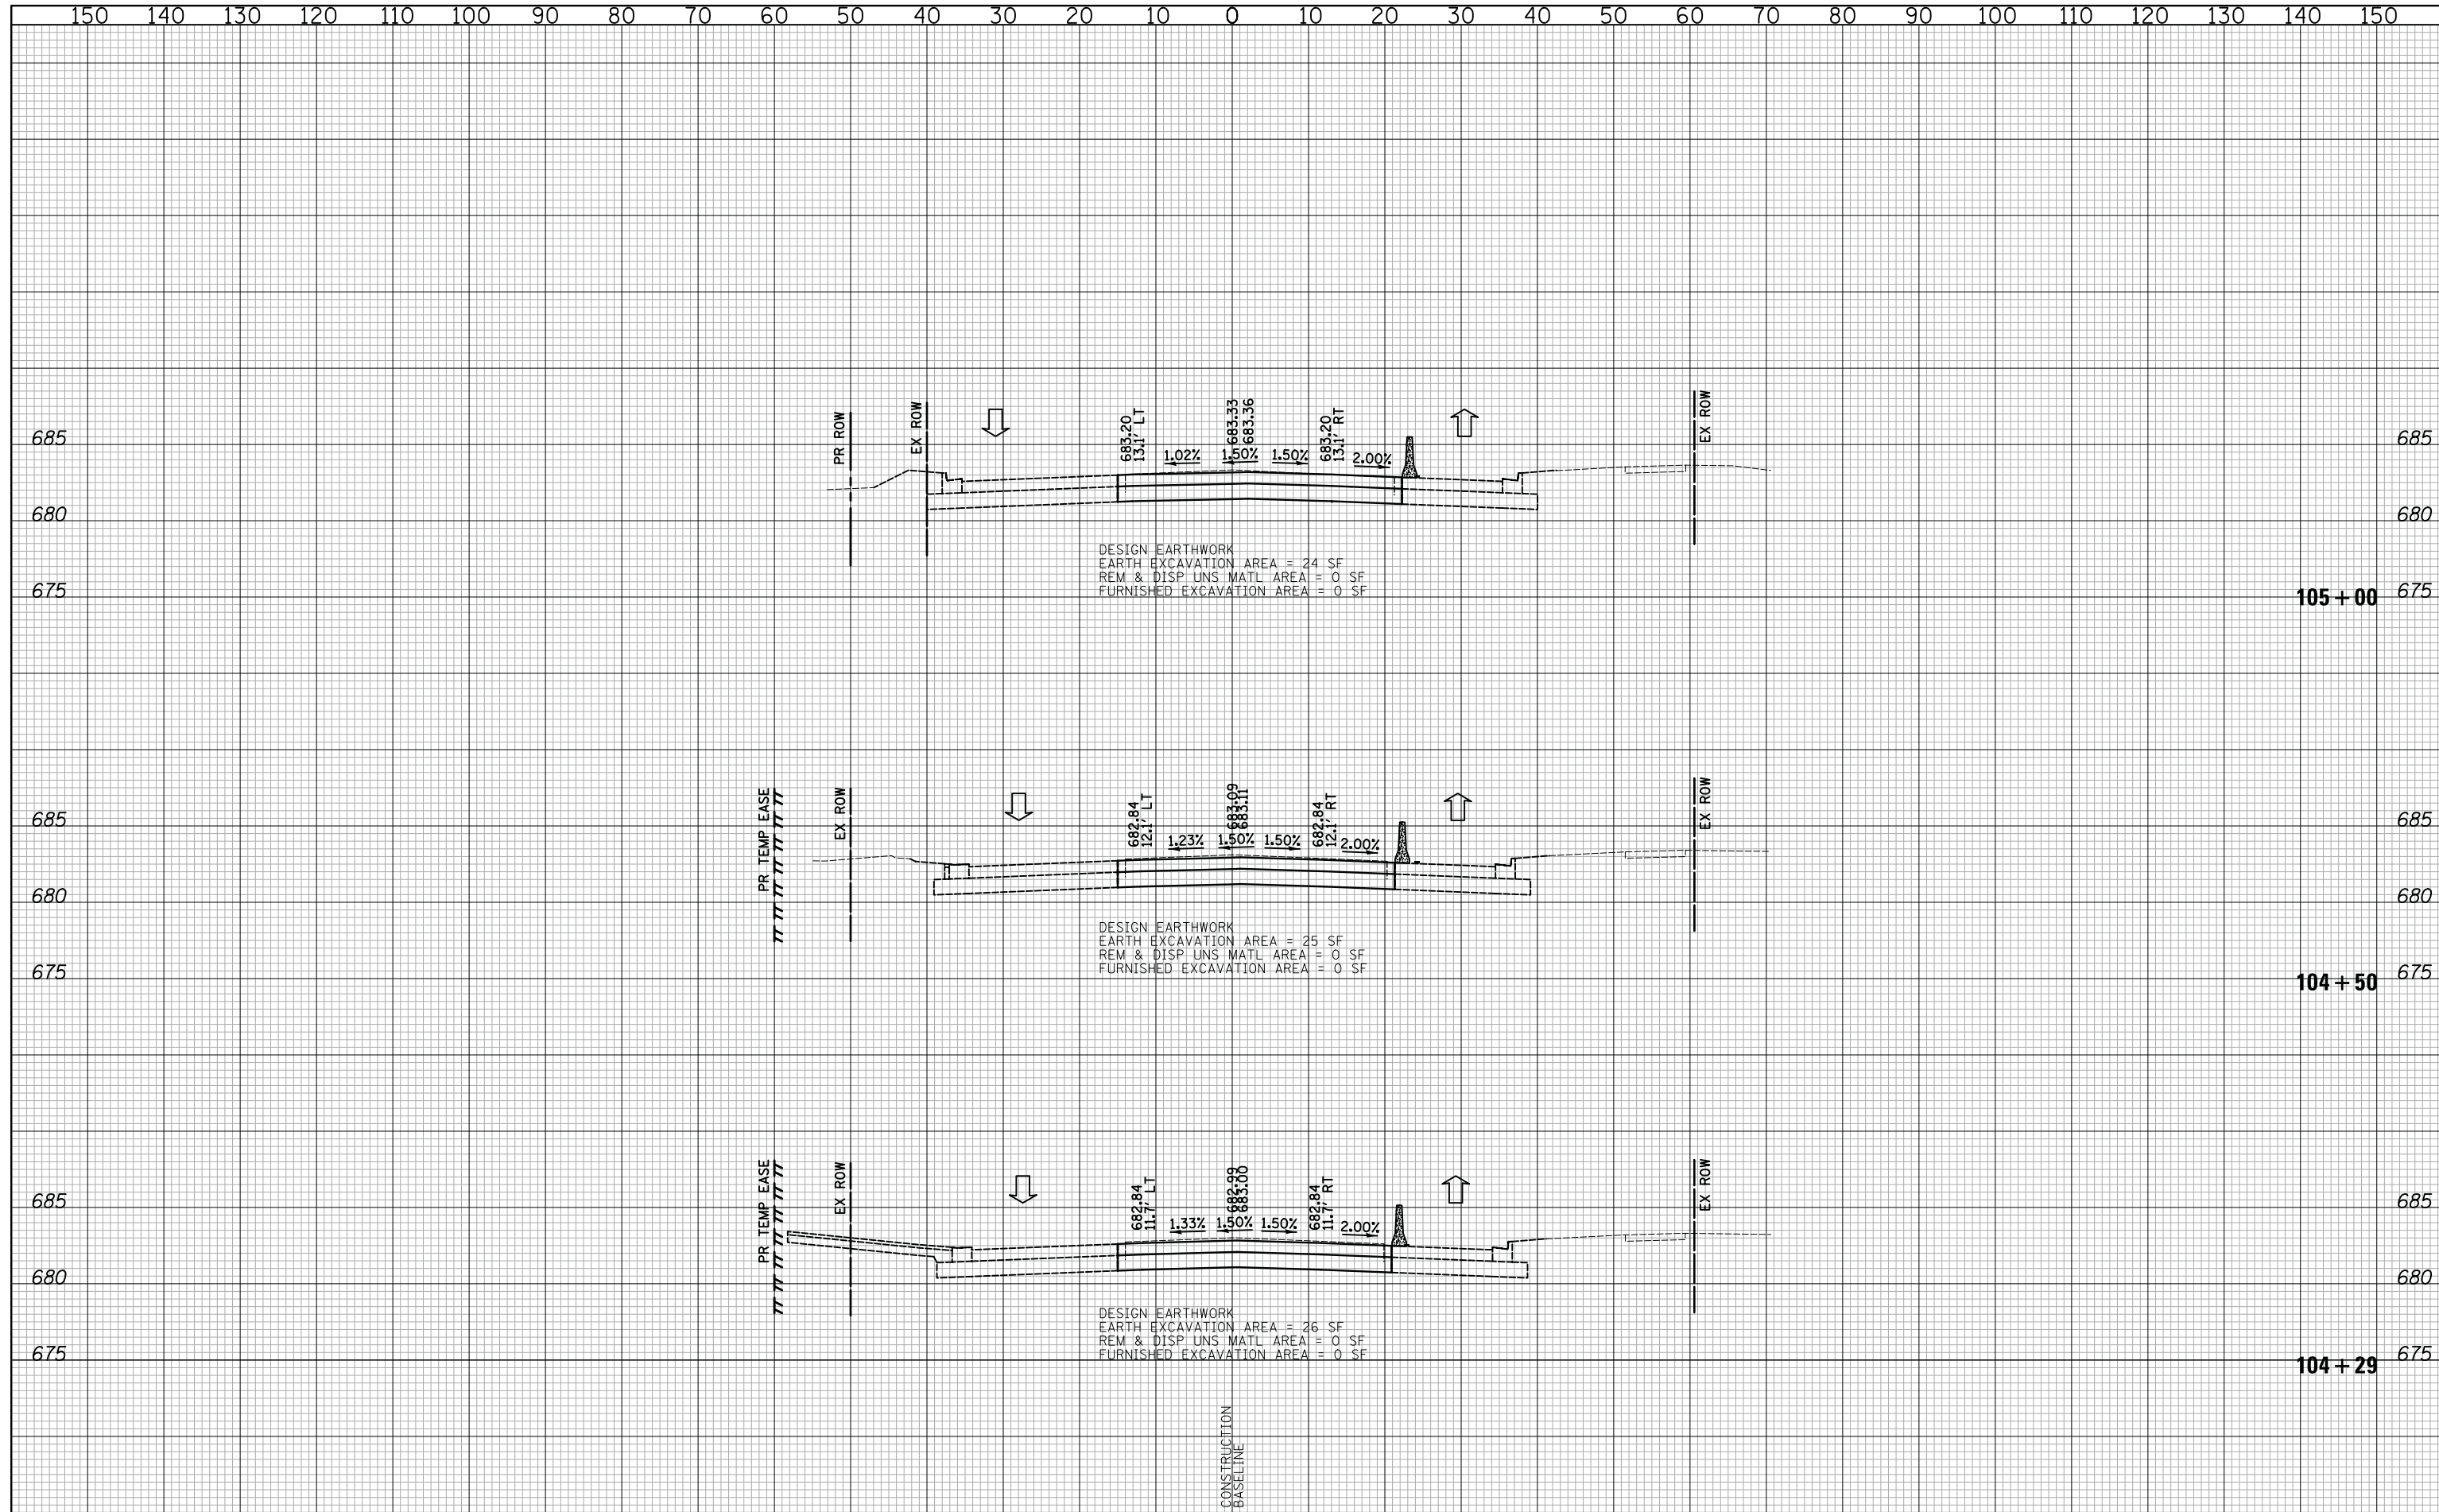 150 140 130 120 110 100 90 80 70 60 50 40 30 20 10 0 10 20 30 40 50 60 70 80 90 100 110 120 130 140 150
PR ROW
EX ROW
683.20
13.1' LT
683.33
683.36
683.20
13.1' RT
EX ROW
1.02% 1.50% 1.50% 2.00%
685 685
680 680
DESIGN EARTHWORK
EARTH EXCAVATION AREA = 24 SF
REM & DISP UNS MATL AREA = 0 SF
FURNISHED EXCAVATION AREA = 0 SF
675 105+00 675
PR TEMP EASE
EX ROW
682.84
12.1' LT
683.09
683.11
682.84
12.1' RT
EX ROW
1.23% 1.50% 1.50% 2.00%
685 685
680 680
DESIGN EARTHWORK
EARTH EXCAVATION AREA = 25 SF
REM & DISP UNS MATL AREA = 0 SF
FURNISHED EXCAVATION AREA = 0 SF
675 104+50 675
PR TEMP EASE
EX ROW
682.84
11.7' LT
682.99
683.00
682.84
11.7' RT
EX ROW
1.33% 1.50% 1.50% 2.00%
685 685
680 680
DESIGN EARTHWORK
EARTH EXCAVATION AREA = 26 SF
REM & DISP UNS MATL AREA = 0 SF
FURNISHED EXCAVATION AREA = 0 SF
675 104+29 675
CONSTRUCTION
BASELINE